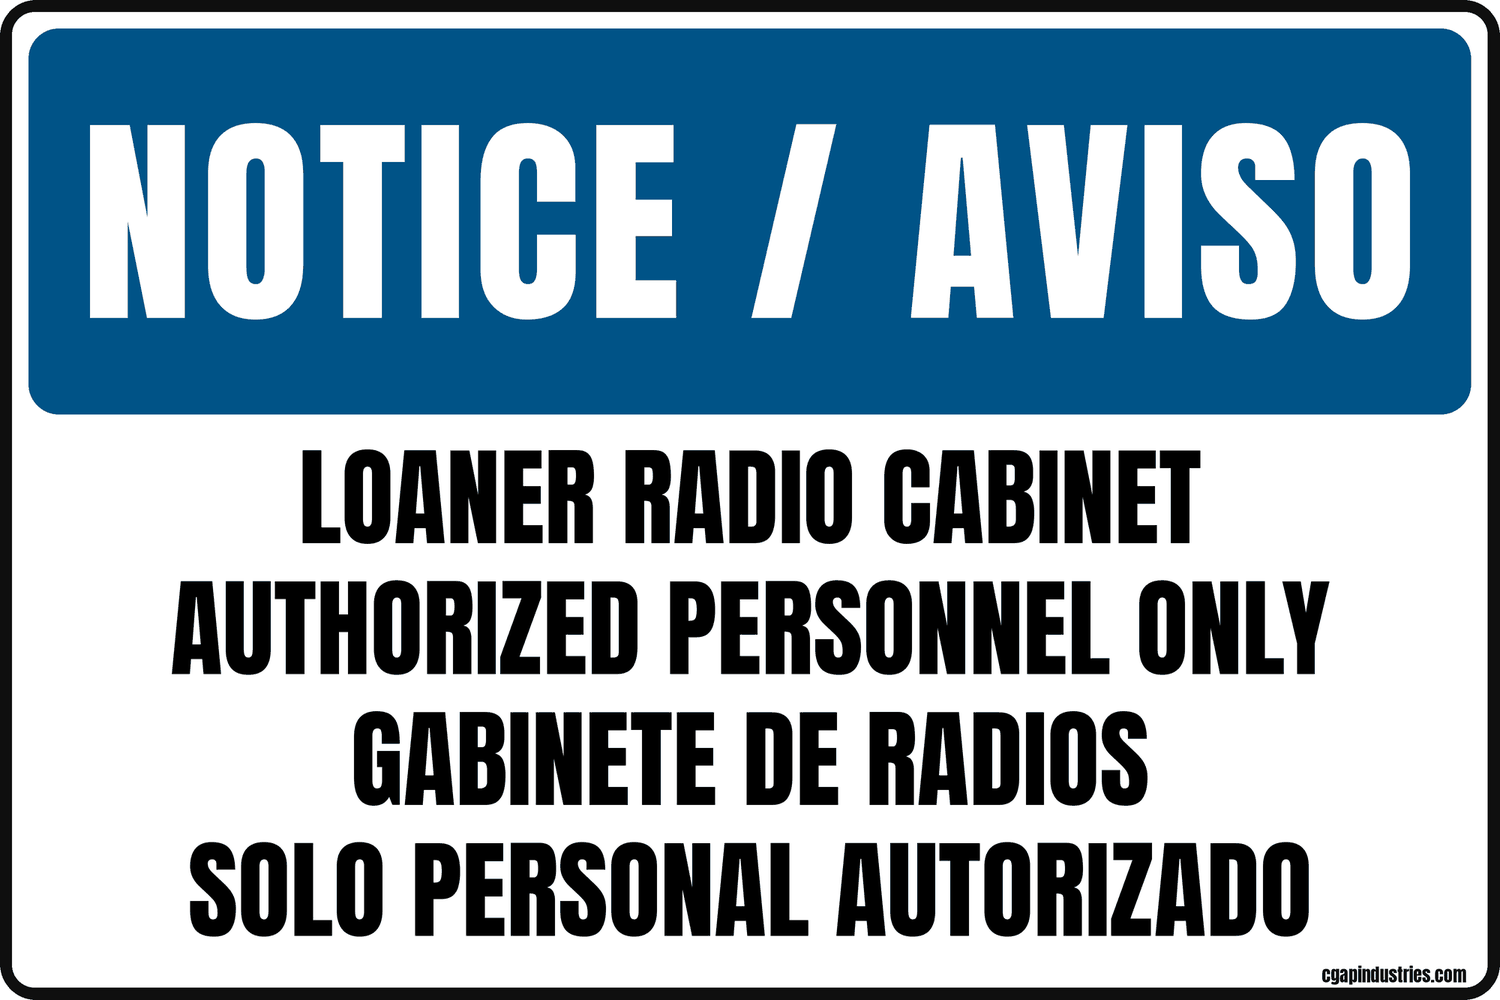 NOTICE / AVISO
LOANER RADIO CABINET
AUTHORIZED PERSONNEL ONLY
GABINETE DE RADIOS
SOLO PERSONAL AUTORIZADO
cgapindustries.com